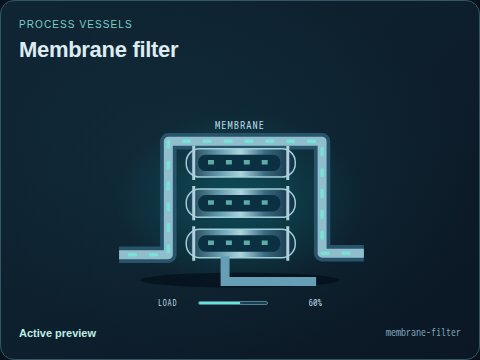 PROCESS VESSELS
Membrane filter
MEMBRANE
LOAD 60%
Active preview membrane-filter